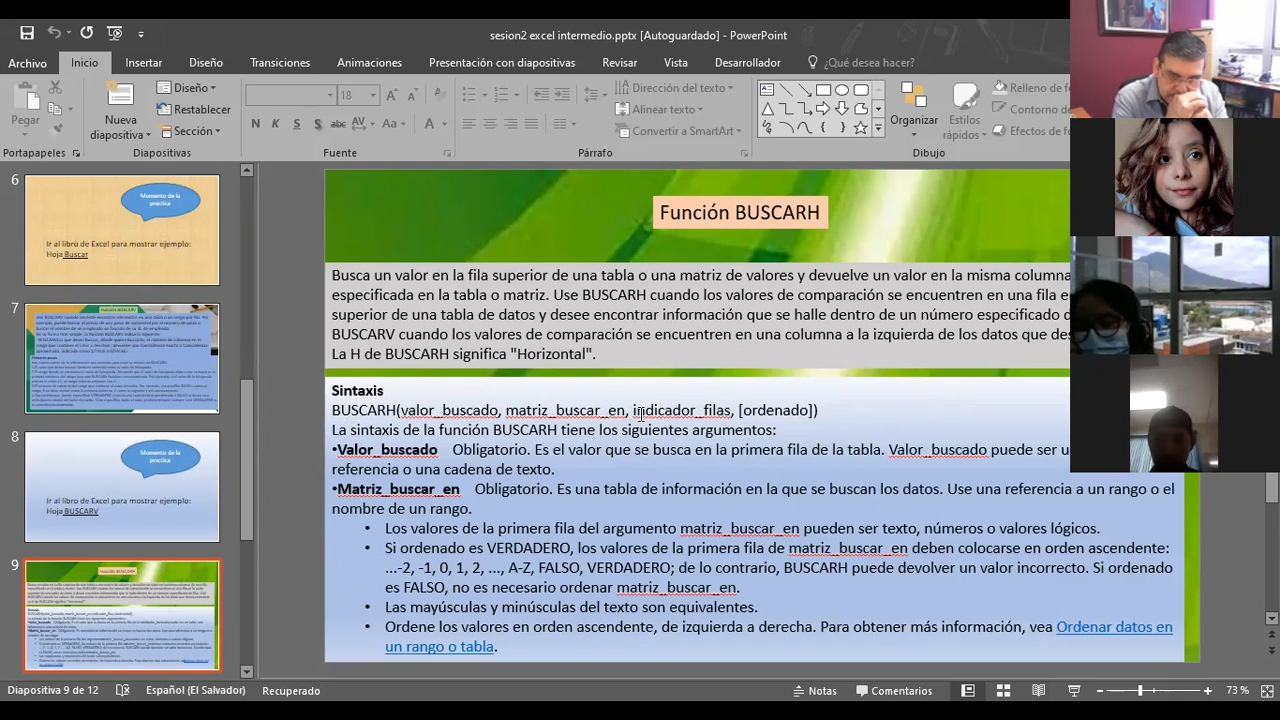 sesion2 excel intermedio.pptx [Autoguardado] - PowerPoint
Archivo Inicio Insertar Diseño Transiciones Animaciones Presentación con diapositivas Revisar Vista Desarrollador ¿Qué desea hacer?
Pegar
Nueva diapositiva
Diseño
Restablecer
Sección
18
N K S S abc Aa A
Dirección del texto
Alinear texto
Convertir a SmartArt
Organizar
Estilos rápidos
Relleno de
Contorno de
Efectos de
Portapapeles Diapositivas Fuente Párrafo Dibujo
6
Momento de la
practica
Ir al libro de Excel para mostrar ejemplo:
Hoja Buscar
7
8
Momento de la
practica
Ir al libro de Excel para mostrar ejemplo:
Hoja BUSCARV
9
Función BUSCARH
Busca un valor en la fila superior de una tabla o una matriz de valores y devuelve un valor en la misma columna
especificada en la tabla o matriz. Use BUSCARH cuando los valores de comparación se encuentren en una fila e
superior de una tabla de datos y desee encontrar información que se halle dentro de un número especificado d
BUSCARV cuando los valores de comparación se encuentren en una columna a la izquierda de los datos que des
La H de BUSCARH significa "Horizontal".
Sintaxis
BUSCARH(valor_buscado, matriz_buscar_en, indicador_filas, [ordenado])
La sintaxis de la función BUSCARH tiene los siguientes argumentos:
•Valor_buscado Obligatorio. Es el valor que se busca en la primera fila de la tabla. Valor_buscado puede ser u
referencia o una cadena de texto.
•Matriz_buscar_en Obligatorio. Es una tabla de información en la que se buscan los datos. Use una referencia a un rango o el
nombre de un rango.
• Los valores de la primera fila del argumento matriz_buscar_en pueden ser texto, números o valores lógicos.
• Si ordenado es VERDADERO, los valores de la primera fila de matriz_buscar_en deben colocarse en orden ascendente:
...-2, -1, 0, 1, 2, ... A-Z, FALSO, VERDADERO; de lo contrario, BUSCARH puede devolver un valor incorrecto. Si ordenado
es FALSO, no es necesario ordenar matriz_buscar_en.
• Las mayúsculas y minúsculas del texto son equivalentes.
• Ordene los valores en orden ascendente, de izquierda a derecha. Para obtener más información, vea Ordenar datos en
un rango o tabla.
Diapositiva 9 de 12 Español (El Salvador) Recuperado Notas Comentarios 73 %